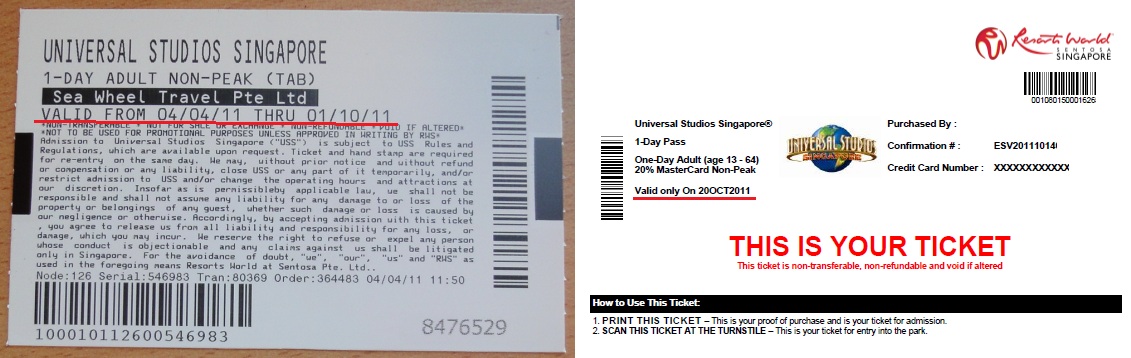 UNIVERSAL STUDIOS SINGAPORE
1-DAY ADULT NON-PEAK (TAB)
Sea Wheel Travel Pte Ltd
VALID FROM 04/04/11 THRU 01/10/11
*NON-TRANSFERABLE * NOT FOR SALE OR EXCHANGE * NON-REFUNDABLE * VOID IF ALTERED*
*NOT TO BE USED FOR PROMOTIONAL PURPOSES UNLESS APPROVED IN WRITING BY RWS*
Admission to Universal Studios Singapore ("USS") is subject to USS Rules and
Regulations, which are available upon request. Ticket and hand stamp are required
for re-entry on the same day. We may, without prior notice and without refund
or compensation or any liability, close USS or any part of it temporarily, and/or
restrict admission to USS and/or change the operating hours and attractions at
our discretion. Insofar as is permissibleby applicable law, we shall not be
responsible and shall not assume any liability for any damage to or loss of the
property or belongings of any guest, whether such damage or loss is caused by
our negligence or otherwise. Accordingly, by accepting admission with this ticket
, you agree to release us from all liability and responsibility for any loss, or
damage, which you may incur. We reserve the right to refuse or expel any person
whose conduct is objectionable and any claims against us shall be litigated
only in Singapore. For the avoidance of doubt, "we", "our", "us" and "RWS" as
used in the foregoing means Resorts World at Sentosa Pte. Ltd..
Node:126 Serial:546983 Tran:80369 Order:364483 04/04/11 11:50
100010112600546983
8476529
Resorts World
SENTOSA
SINGAPORE
001080150001626
Universal Studios Singapore®
1-Day Pass
One-Day Adult (age 13 - 64)
20% MasterCard Non-Peak
Valid only On 20OCT2011
UNIVERSAL STUDIOS
SINGAPORE
Purchased By :
Confirmation # : ESV20111014
Credit Card Number : XXXXXXXXXXXX
THIS IS YOUR TICKET
This ticket is non-transferable, non-refundable and void if altered
How to Use This Ticket:
1. PRINT THIS TICKET – This is your proof of purchase and is your ticket for admission.
2. SCAN THIS TICKET AT THE TURNSTILE – This is your ticket for entry into the park.